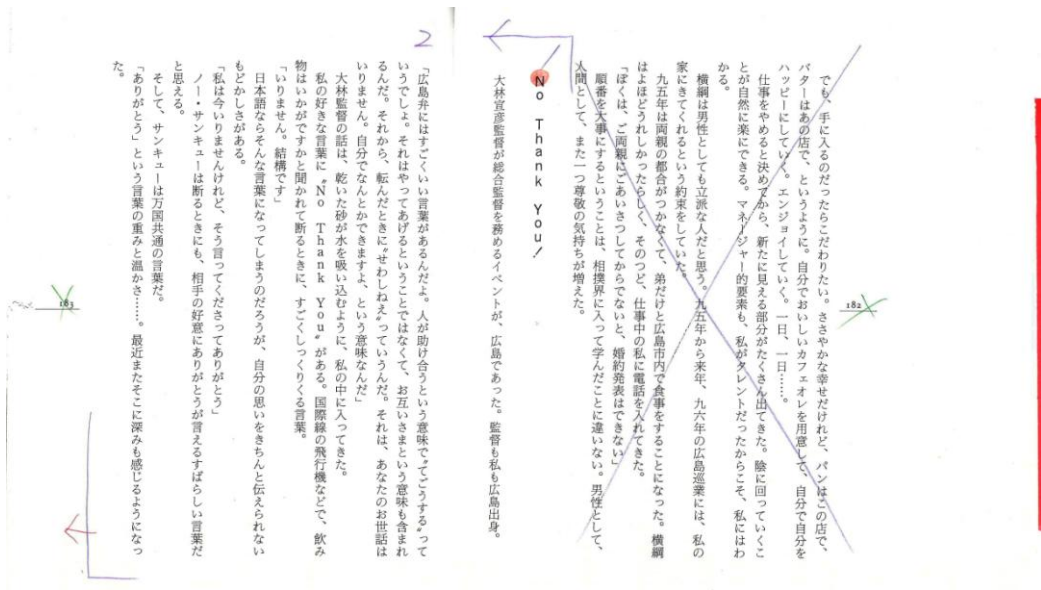 でも、手に入るのだったらこだわりたい。ささやかな幸せだけれど、パンはこの店で、
バターはあの店で、というように。自分でおいしいカフェオレを用意して、自分で自分を
ハッピーにしていく。エンジョイしていく。一日、一日……。
仕事をやめると決めてから、新たに見える部分がたくさん出てきた。陰に回っていくこ
とが自然に楽にできる。マネージャー的要素も、私がタレントだったからこそ、私にはわ
かる。
横綱は男性としても立派な人だと思う。九五年から来年、九六年の広島巡業には、私の
家にきてくれるという約束をしていた。
九五年は両親の都合がつかなくて、弟だけと広島市内で食事をすることになった。横綱
はよほどうれしかったらしく、そのつど、仕事中の私に電話を入れてきた。
「ぼくは、ご両親にごあいさつしてからでないと、婚約発表はできない」
順番を大事にするということは、相撲界に入って学んだことに違いない。男性として、
人間として、また一つ尊敬の気持ちが増えた。
No Thank You!
大林宣彦監督が総合監督を務めるイベントが、広島であった。監督も私も広島出身。
182
2
「広島弁にはすごくいい言葉があるんだよ。人が助け合うという意味で〝てごうする〟って
いうでしょ。それはやってあげるということではなくて、お互いさまという意味も含まれ
るんだ。それから、転んだときに〝せわしねえ〟っていうんだ。それは、あなたのお世話は
いりません。自分でなんとかできますよ、という意味なんだ」
大林監督の話は、乾いた砂が水を吸い込むように、私の中に入ってきた。
私の好きな言葉に〝No Thank You〟がある。国際線の飛行機などで、飲み
物はいかがですかと聞かれて断るときに、すごくしっくりくる言葉。
「いりません。結構です」
日本語ならそんな言葉になってしまうのだろうが、自分の思いをきちんと伝えられない
もどかしさがある。
「私は今いりませんけれど、そう言ってくださってありがとう」
ノー・サンキューは断るときにも、相手の好意にありがとうが言えるすばらしい言葉だ
と思える。
そして、サンキューは万国共通の言葉だ。
「ありがとう」という言葉の重みと温かさ……。最近またそこに深みも感じるようになっ
た。
183